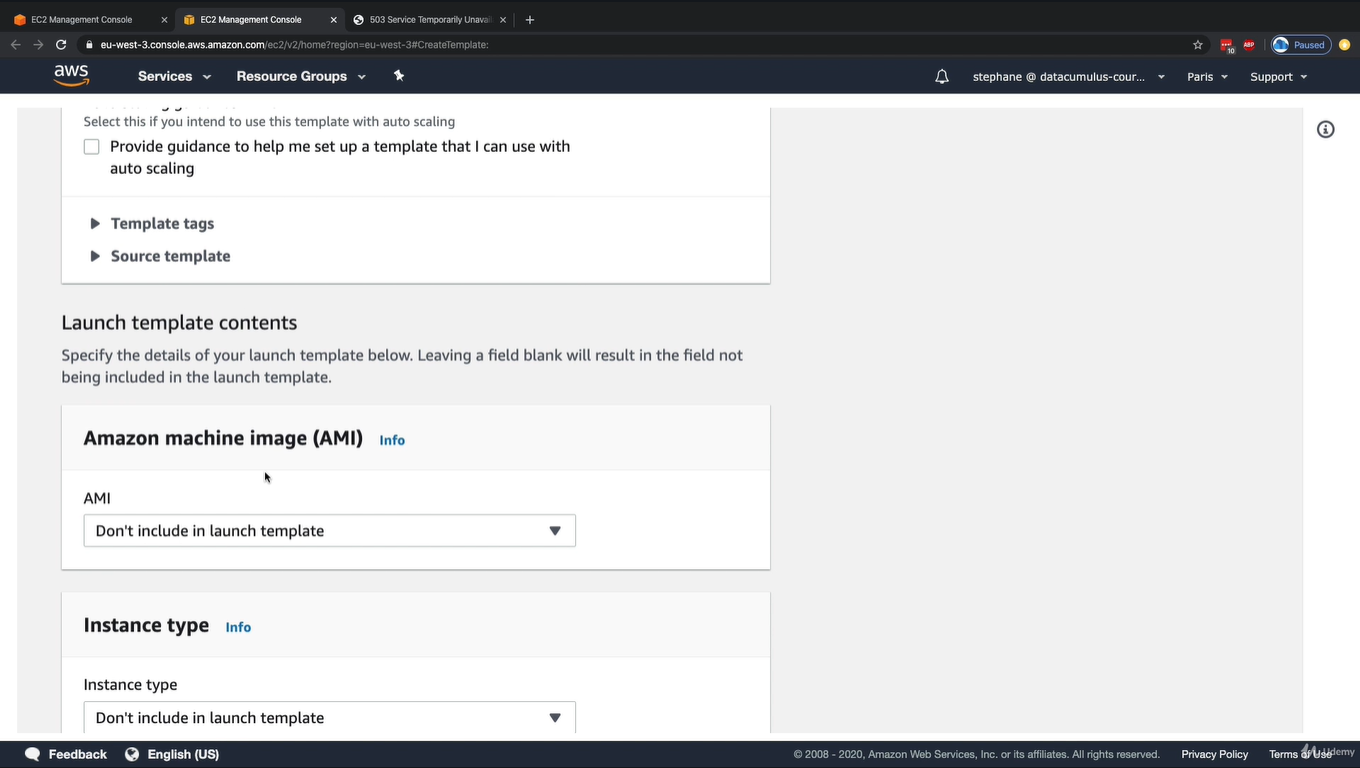 EC2 Management Console
EC2 Management Console
503 Service Temporarily Unavai
eu-west-3.console.aws.amazon.com/ec2/v2/home?region=eu-west-3#CreateTemplate:
10
ABP
Paused
aws
Services
Resource Groups
stephane @ datacumulus-cour...
Paris
Support
Select this if you intend to use this template with auto scaling
Provide guidance to help me set up a template that I can use with
auto scaling
Template tags
Source template
Launch template contents
Specify the details of your launch template below. Leaving a field blank will result in the field not
being included in the launch template.
Amazon machine image (AMI) Info
AMI
Don't include in launch template
Instance type Info
Instance type
Don't include in launch template
Feedback
English (US)
© 2008 - 2020, Amazon Web Services, Inc. or its affiliates. All rights reserved.
Privacy Policy
Terms of Use
Udemy